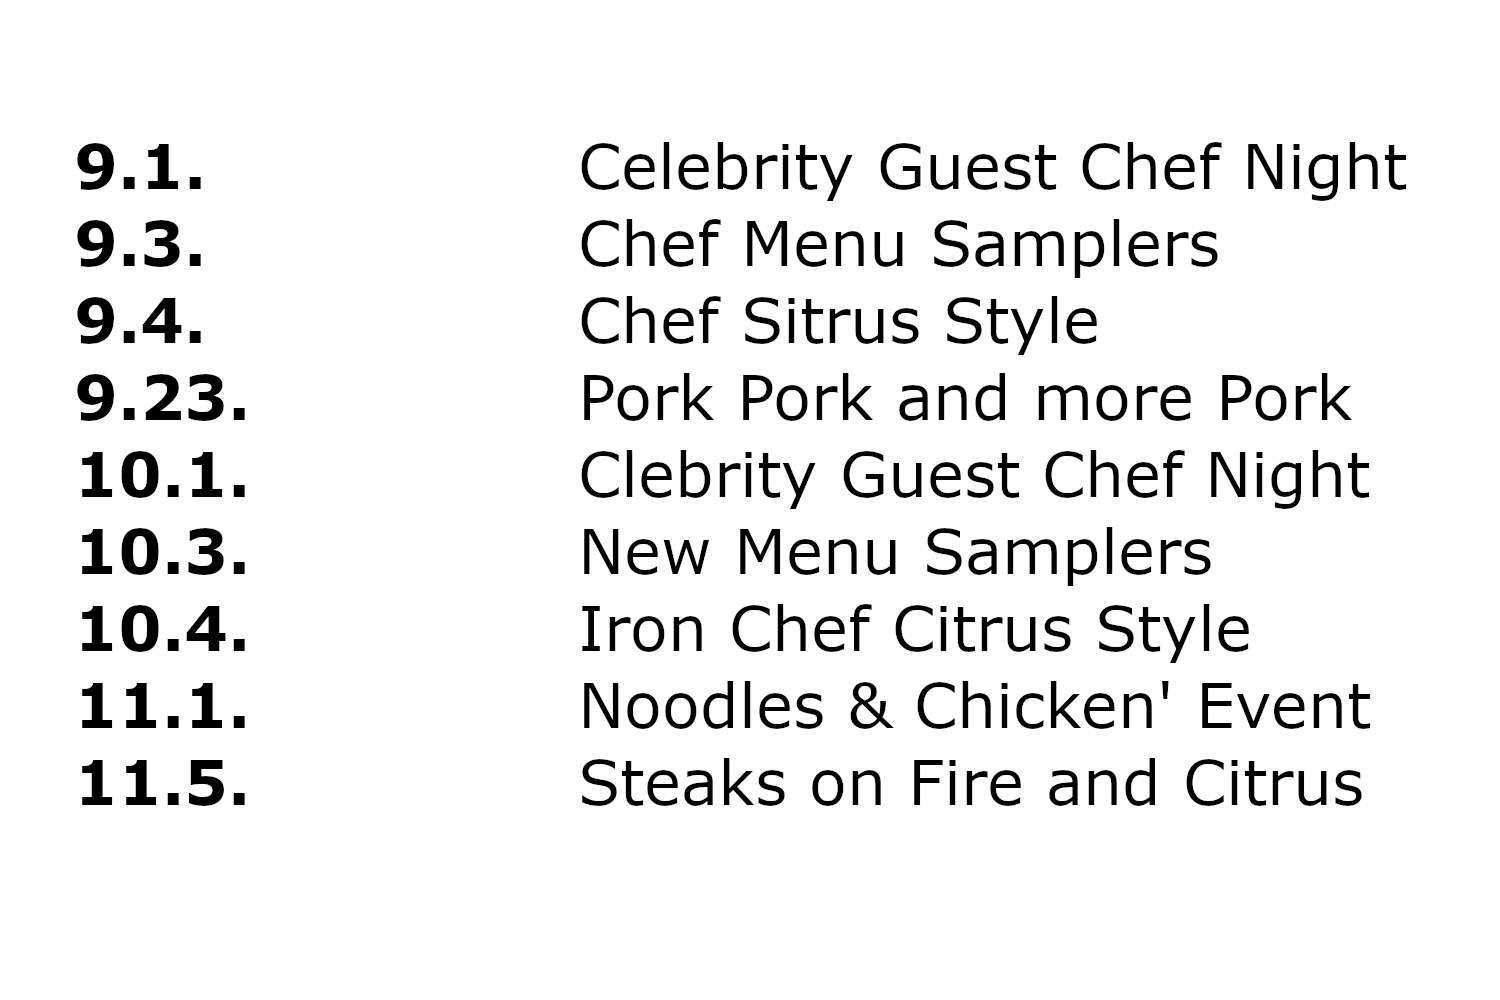 9.1. Celebrity Guest Chef Night
9.3. Chef Menu Samplers
9.4. Chef Sitrus Style
9.23. Pork Pork and more Pork
10.1. Clebrity Guest Chef Night
10.3. New Menu Samplers
10.4. Iron Chef Citrus Style
11.1. Noodles & Chicken' Event
11.5. Steaks on Fire and Citrus